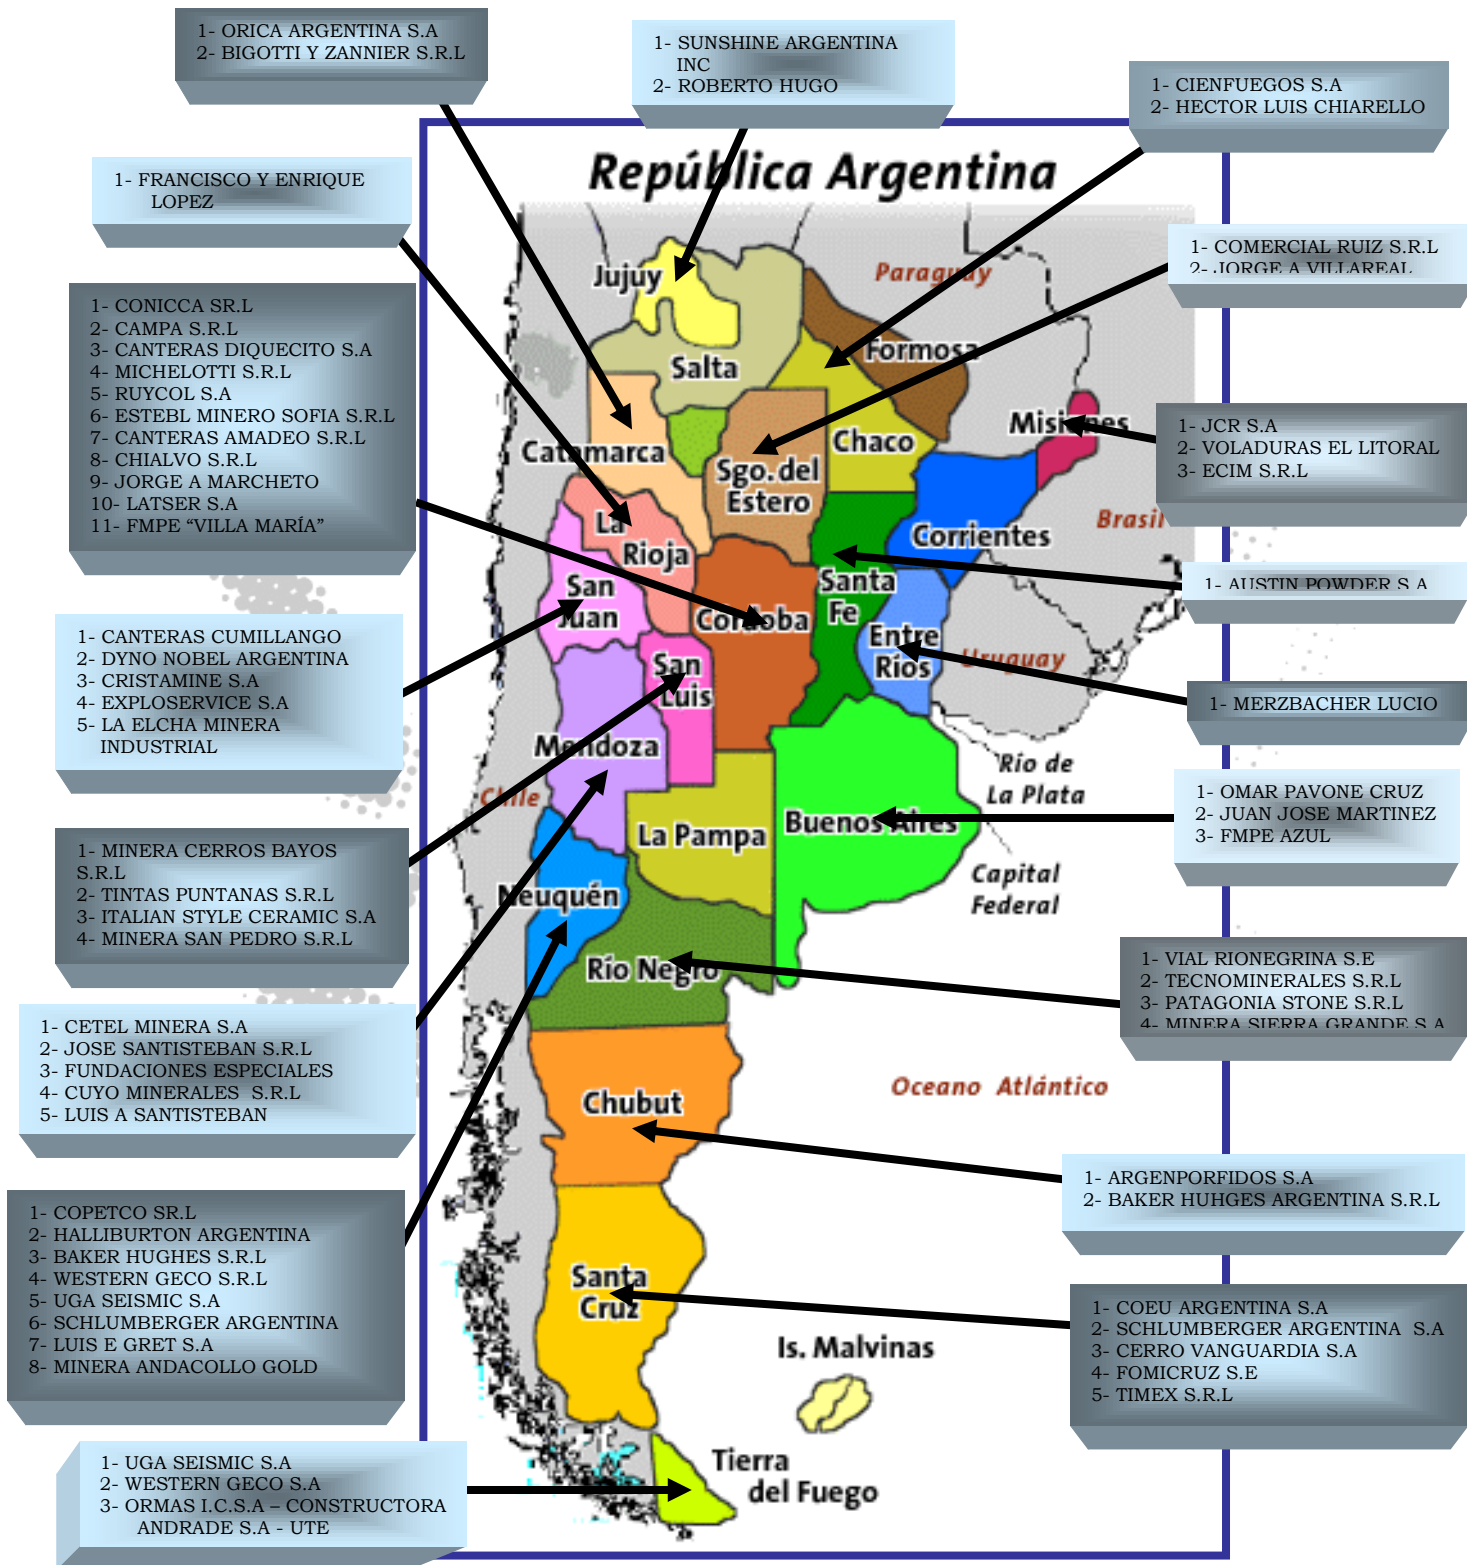 1- ORICA ARGENTINA S.A
2- BIGOTTI Y ZANNIER S.R.L
1- SUNSHINE ARGENTINA
INC
2- ROBERTO HUGO
1- CIENFUEGOS S.A
2- HECTOR LUIS CHIARELLO
República Argentina
1- FRANCISCO Y ENRIQUE
LOPEZ
1- COMERCIAL RUIZ S.R.L
2- JORGE A VILLAREAL
1- CONICCA SRL
2- CAMPA S.R.L
3- CANTERAS DIQUECITO S.A
4- MICHELOTTI S.R.L
5- RUYCOL S.A
6- ESTEBL MINERO SOFIA S.R.L
7- CANTERAS AMADEO S.R.L
8- CHIALVO S.R.L
9- JORGE A MARCHETO
10- LATSER S.A
11- FMPE “VILLA MARÍA”
1- JCR S.A
2- VOLADURAS EL LITORAL
3- ECIM S.R.L
1- AUSTIN POWDER S A
1- CANTERAS CUMILLANGO
2- DYNO NOBEL ARGENTINA
3- CRISTAMINE S.A
4- EXPLOSERVICE S.A
5- LA ELCHA MINERA
INDUSTRIAL
1- MERZBACHER LUCIO
1- OMAR PAVONE CRUZ
2- JUAN JOSE MARTINEZ
3- FMPE AZUL
1- MINERA CERROS BAYOS
S.R.L
2- TINTAS PUNTANAS S.R.L
3- ITALIAN STYLE CERAMIC S.A
4- MINERA SAN PEDRO S.R.L
1- VIAL RIONEGRINA S.E
2- TECNOMINERALES S.R.L
3- PATAGONIA STONE S.R.L
4- MINERA SIERRA GRANDE S A
1- CETEL MINERA S.A
2- JOSE SANTISTEBAN S.R.L
3- FUNDACIONES ESPECIALES
4- CUYO MINERALES S.R.L
5- LUIS A SANTISTEBAN
1- ARGENPORFIDOS S.A
2- BAKER HUHGES ARGENTINA S.R.L
1- COPETCO SR.L
2- HALLIBURTON ARGENTINA
3- BAKER HUGHES S.R.L
4- WESTERN GECO S.R.L
5- UGA SEISMIC S.A
6- SCHLUMBERGER ARGENTINA
7- LUIS E GRET S.A
8- MINERA ANDACOLLO GOLD
1- COEU ARGENTINA S.A
2- SCHLUMBERGER ARGENTINA S.A
3- CERRO VANGUARDIA S.A
4- FOMICRUZ S.E
5- TIMEX S.R.L
1- UGA SEISMIC S.A
2- WESTERN GECO S.A
3- ORMAS I.C.S.A – CONSTRUCTORA
ANDRADE S.A - UTE
Jujuy
Paraguay
Formosa
Salta
Misiones
Catamarca
Chaco
Sgo. del
Estero
Brasil
La
Rioja
Corrientes
San
Juan
Santa
Fe
Cordoba
Entre
Ríos
Uruguay
San
Luis
Mendoza
Río de
La Plata
Chile
La Pampa
Buenos Aires
Capital
Federal
Neuquén
Río Negro
Chubut
Oceano Atlántico
Santa
Cruz
Is. Malvinas
Tierra
del Fuego